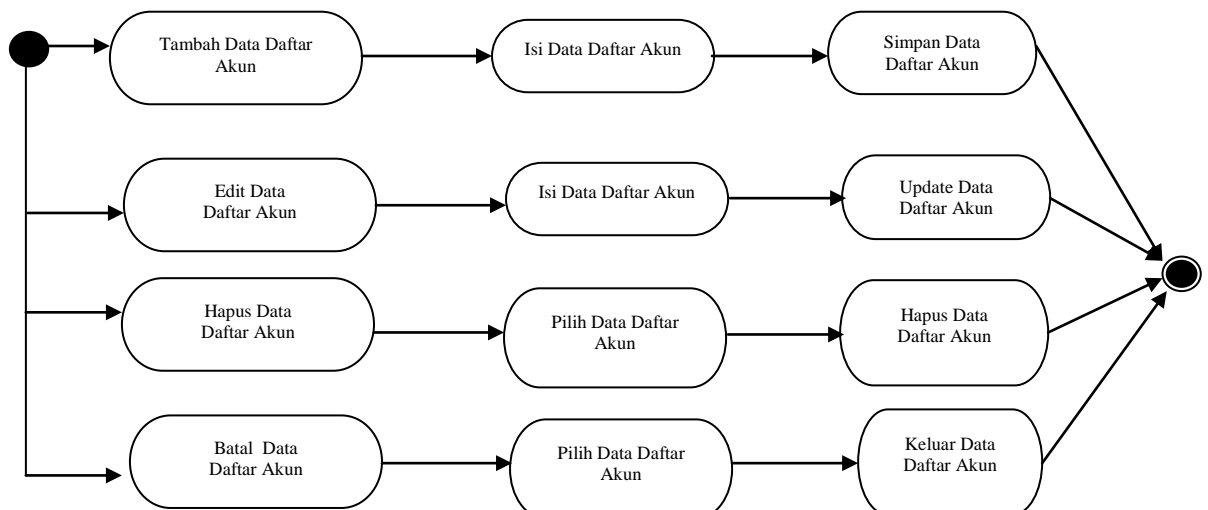 Tambah Data Daftar
Akun
Isi Data Daftar Akun
Simpan Data
Daftar Akun
Edit Data
Daftar Akun
Isi Data Daftar Akun
Update Data
Daftar Akun
Hapus Data
Daftar Akun
Pilih Data Daftar
Akun
Hapus Data
Daftar Akun
Batal Data
Daftar Akun
Pilih Data Daftar
Akun
Keluar Data
Daftar Akun